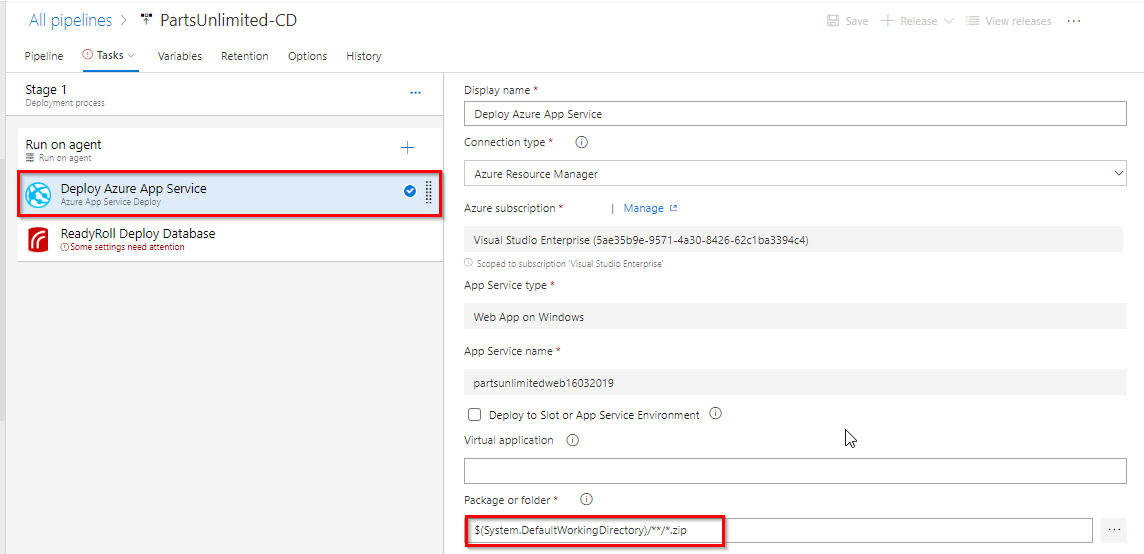 All pipelines > PartsUnlimited-CD
Save Release View releases ...
Pipeline Tasks Variables Retention Options History
Stage 1
Deployment process
...
Run on agent
Run on agent
Deploy Azure App Service
Azure App Service Deploy
ReadyRoll Deploy Database
Some settings need attention
Display name *
Deploy Azure App Service
Connection type *
Azure Resource Manager
Azure subscription * | Manage
Visual Studio Enterprise (5ae35b9e-9571-4a30-8426-62c1ba3394c4)
Scoped to subscription 'Visual Studio Enterprise'
App Service type *
Web App on Windows
App Service name *
partsunlimitedweb16032019
Deploy to Slot or App Service Environment
Virtual application
Package or folder *
$(System.DefaultWorkingDirectory)/**/*.zip
...